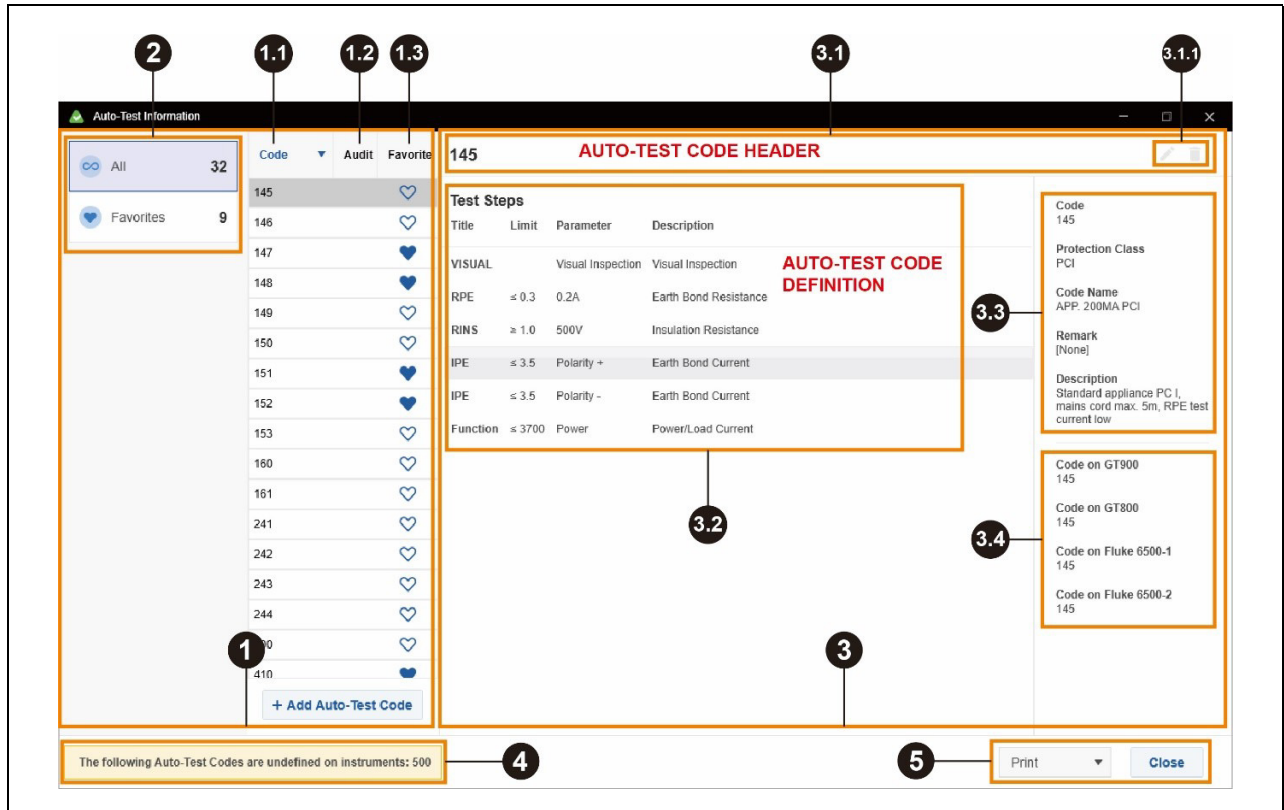 2
1.1
1.2
1.3
3.1
3.1.1
Auto-Test Information
All 32
Favorites 9
Code Audit Favorite
145
146
147
148
149
150
151
152
153
160
161
241
242
243
244
410
+ Add Auto-Test Code
1
145 AUTO-TEST CODE HEADER
Test Steps
Title Limit Parameter Description
VISUAL Visual Inspection Visual Inspection
RPE ≤ 0.3 0.2A Earth Bond Resistance
RINS ≥ 1.0 500V Insulation Resistance
IPE ≤ 3.5 Polarity + Earth Bond Current
IPE ≤ 3.5 Polarity - Earth Bond Current
Function ≤ 3700 Power Power/Load Current
AUTO-TEST CODE
DEFINITION
3.2
3.3
Code
145
Protection Class
PCI
Code Name
APP. 200MA PCI
Remark
[None]
Description
Standard appliance PC I,
mains cord max. 5m, RPE test
current low
3.4
Code on GT900
145
Code on GT800
145
Code on Fluke 6500-1
145
Code on Fluke 6500-2
145
3
The following Auto-Test Codes are undefined on instruments: 500
4
5
Print
Close